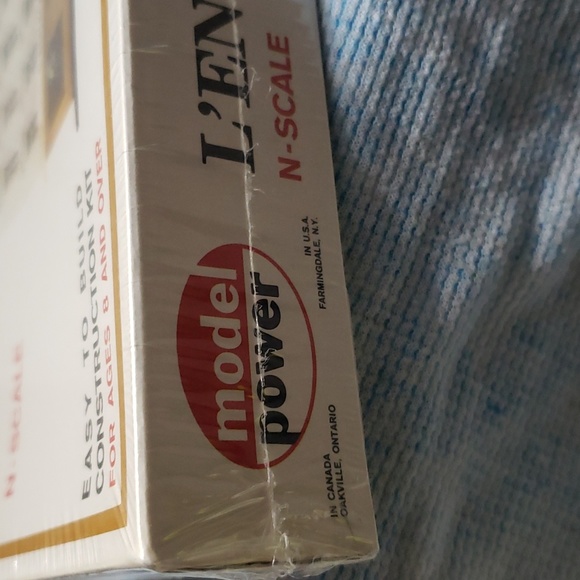 N-SCALE
EASY TO BUILD
CONSTRUCTION KIT
FOR AGES 8 AND OVER
model
power
IN CANADA
OAKVILLE, ONTARIO
IN U.S.A.
FARMINGDALE, N.Y.
L'EN
N-SCALE